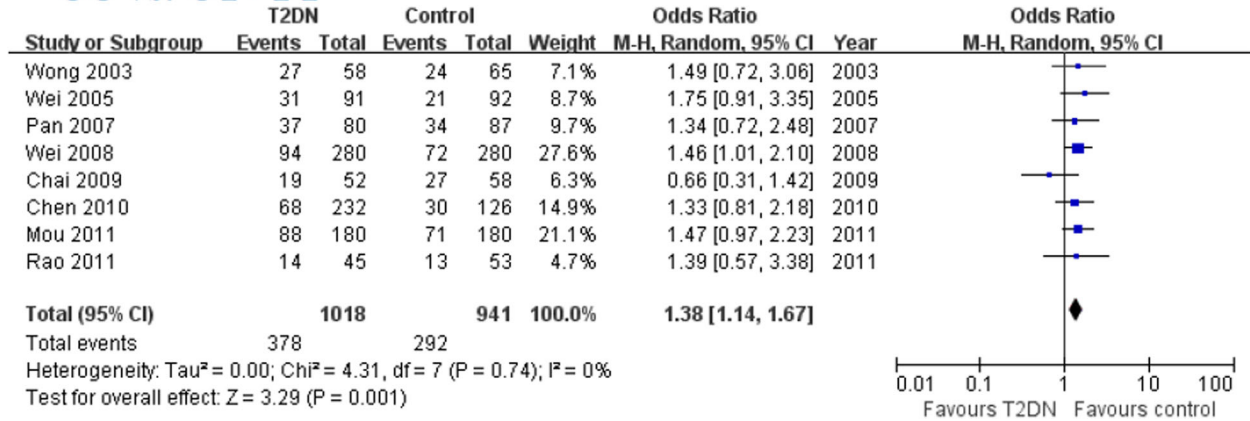 T2DN Control Odds Ratio Odds Ratio
Study or Subgroup Events Total Events Total Weight M-H, Random, 95% CI Year M-H, Random, 95% CI
Wong 2003 27 58 24 65 7.1% 1.49 [0.72, 3.06] 2003
Wei 2005 31 91 21 92 8.7% 1.75 [0.91, 3.35] 2005
Pan 2007 37 80 34 87 9.7% 1.34 [0.72, 2.48] 2007
Wei 2008 94 280 72 280 27.6% 1.46 [1.01, 2.10] 2008
Chai 2009 19 52 27 58 6.3% 0.66 [0.31, 1.42] 2009
Chen 2010 68 232 30 126 14.9% 1.33 [0.81, 2.18] 2010
Mou 2011 88 180 71 180 21.1% 1.47 [0.97, 2.23] 2011
Rao 2011 14 45 13 53 4.7% 1.39 [0.57, 3.38] 2011
Total (95% CI) 1018 941 100.0% 1.38 [1.14, 1.67]
Total events 378 292
Heterogeneity: Tau² = 0.00; Chi² = 4.31, df = 7 (P = 0.74); I² = 0%
Test for overall effect: Z = 3.29 (P = 0.001)
0.01 0.1 1 10 100
Favours T2DN Favours control